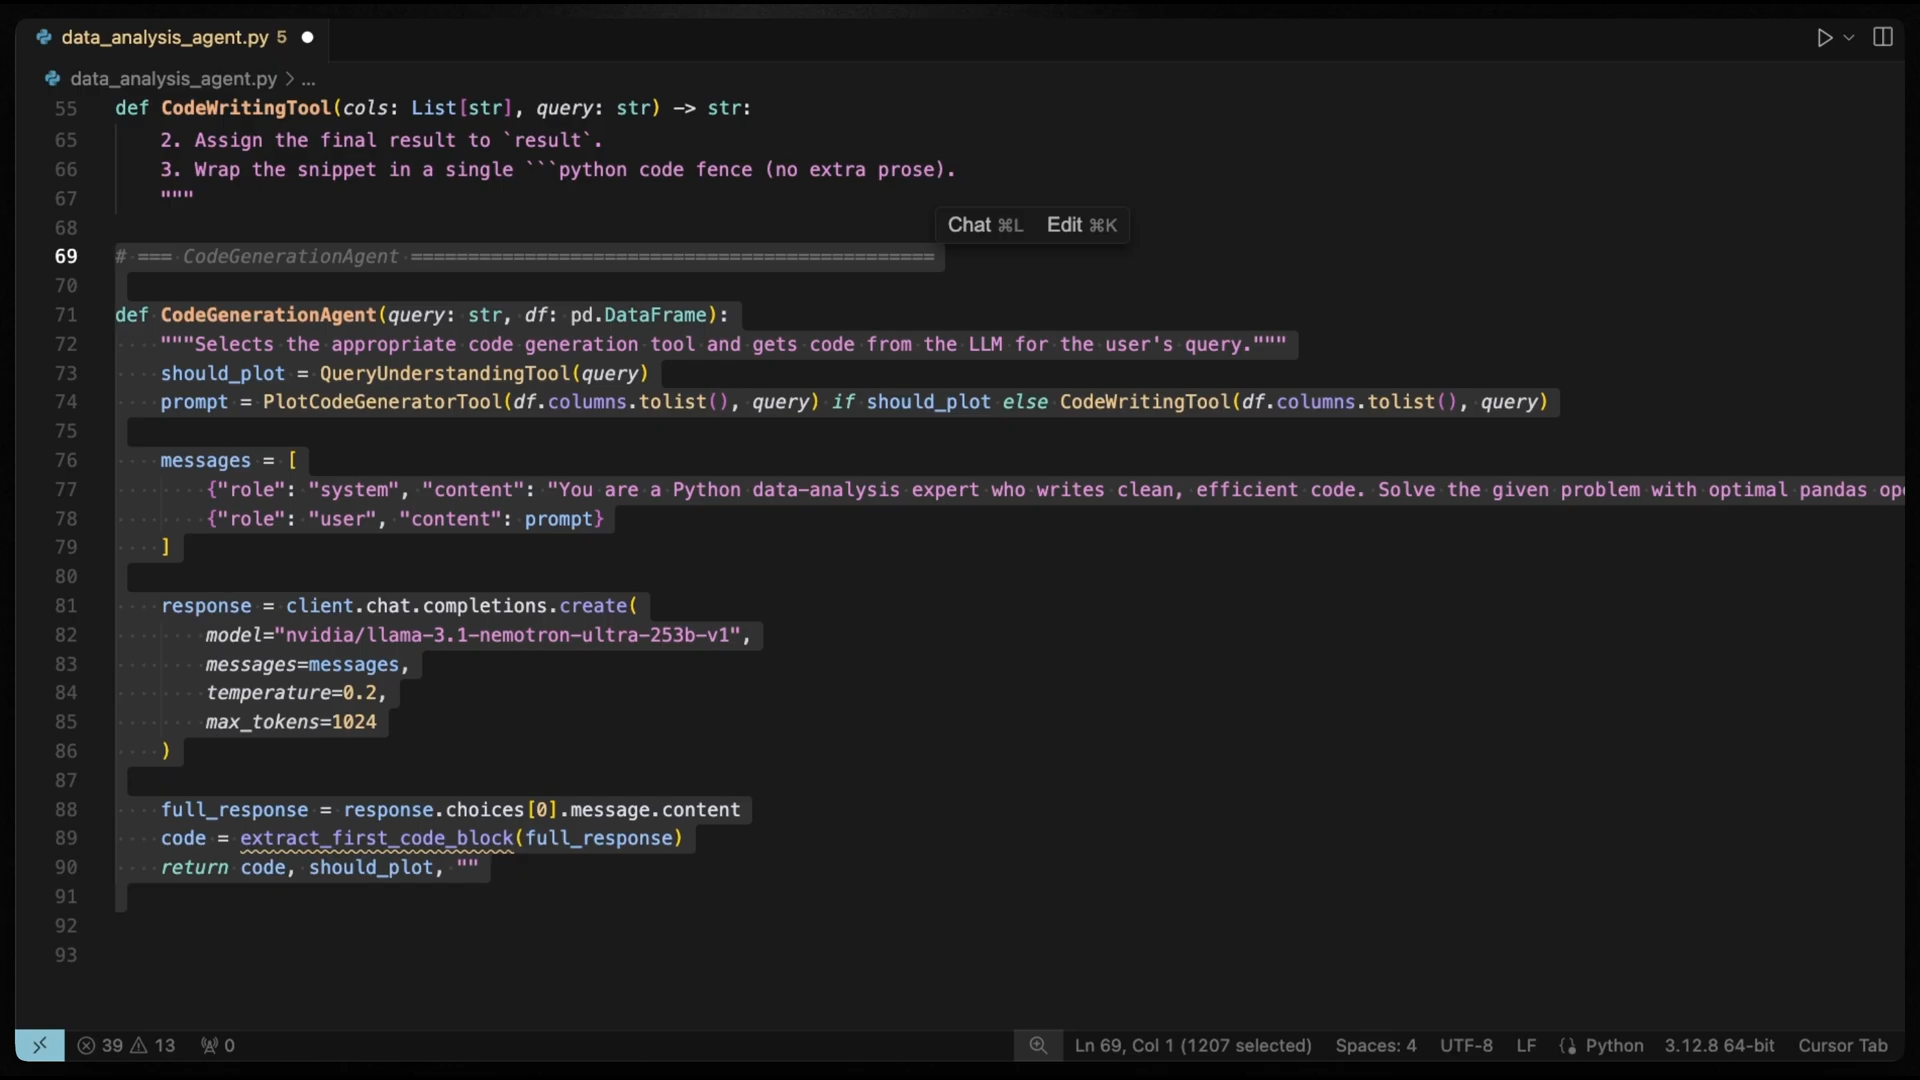 data_analysis_agent.py 5
data_analysis_agent.py > ...
55 def CodeWritingTool(cols: List[str], query: str) -> str:
65 2. Assign the final result to `result`.
66 3. Wrap the snippet in a single ```python code fence (no extra prose).
67 """
68
Chat ⌘L Edit ⌘K
69 # === CodeGenerationAgent ==============================================
70
71 def CodeGenerationAgent(query: str, df: pd.DataFrame):
72 """Selects the appropriate code generation tool and gets code from the LLM for the user's query."""
73 should_plot = QueryUnderstandingTool(query)
74 prompt = PlotCodeGeneratorTool(df.columns.tolist(), query) if should_plot else CodeWritingTool(df.columns.tolist(), query)
75
76 messages = [
77 {"role": "system", "content": "You are a Python data-analysis expert who writes clean, efficient code. Solve the given problem with optimal pandas
78 {"role": "user", "content": prompt}
79 ]
80
81 response = client.chat.completions.create(
82 model="nvidia/llama-3.1-nemotron-ultra-253b-v1",
83 messages=messages,
84 temperature=0.2,
85 max_tokens=1024
86 )
87
88 full_response = response.choices[0].message.content
89 code = extract_first_code_block(full_response)
90 return code, should_plot, ""
91
92
93
39 13 0 Ln 69, Col 1 (1207 selected) Spaces: 4 UTF-8 LF Python 3.12.8 64-bit Cursor Tab